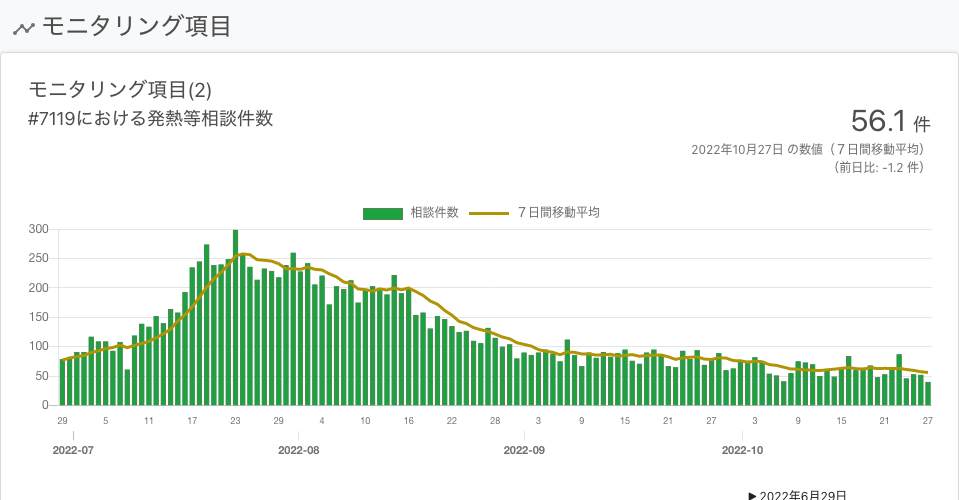 モニタリング項目
モニタリング項目(2)
#7119における発熱等相談件数
56.1 件
2022年10月27日 の数値（７日間移動平均）
（前日比: -1.2 件）
相談件数 ７日間移動平均
300
250
200
150
100
50
0
29 5 11 17 23 29 4 10 16 22 28 3 9 15 21 27 3 9 15 21 27
2022-07 2022-08 2022-09 2022-10
▶ 2022年6月29日